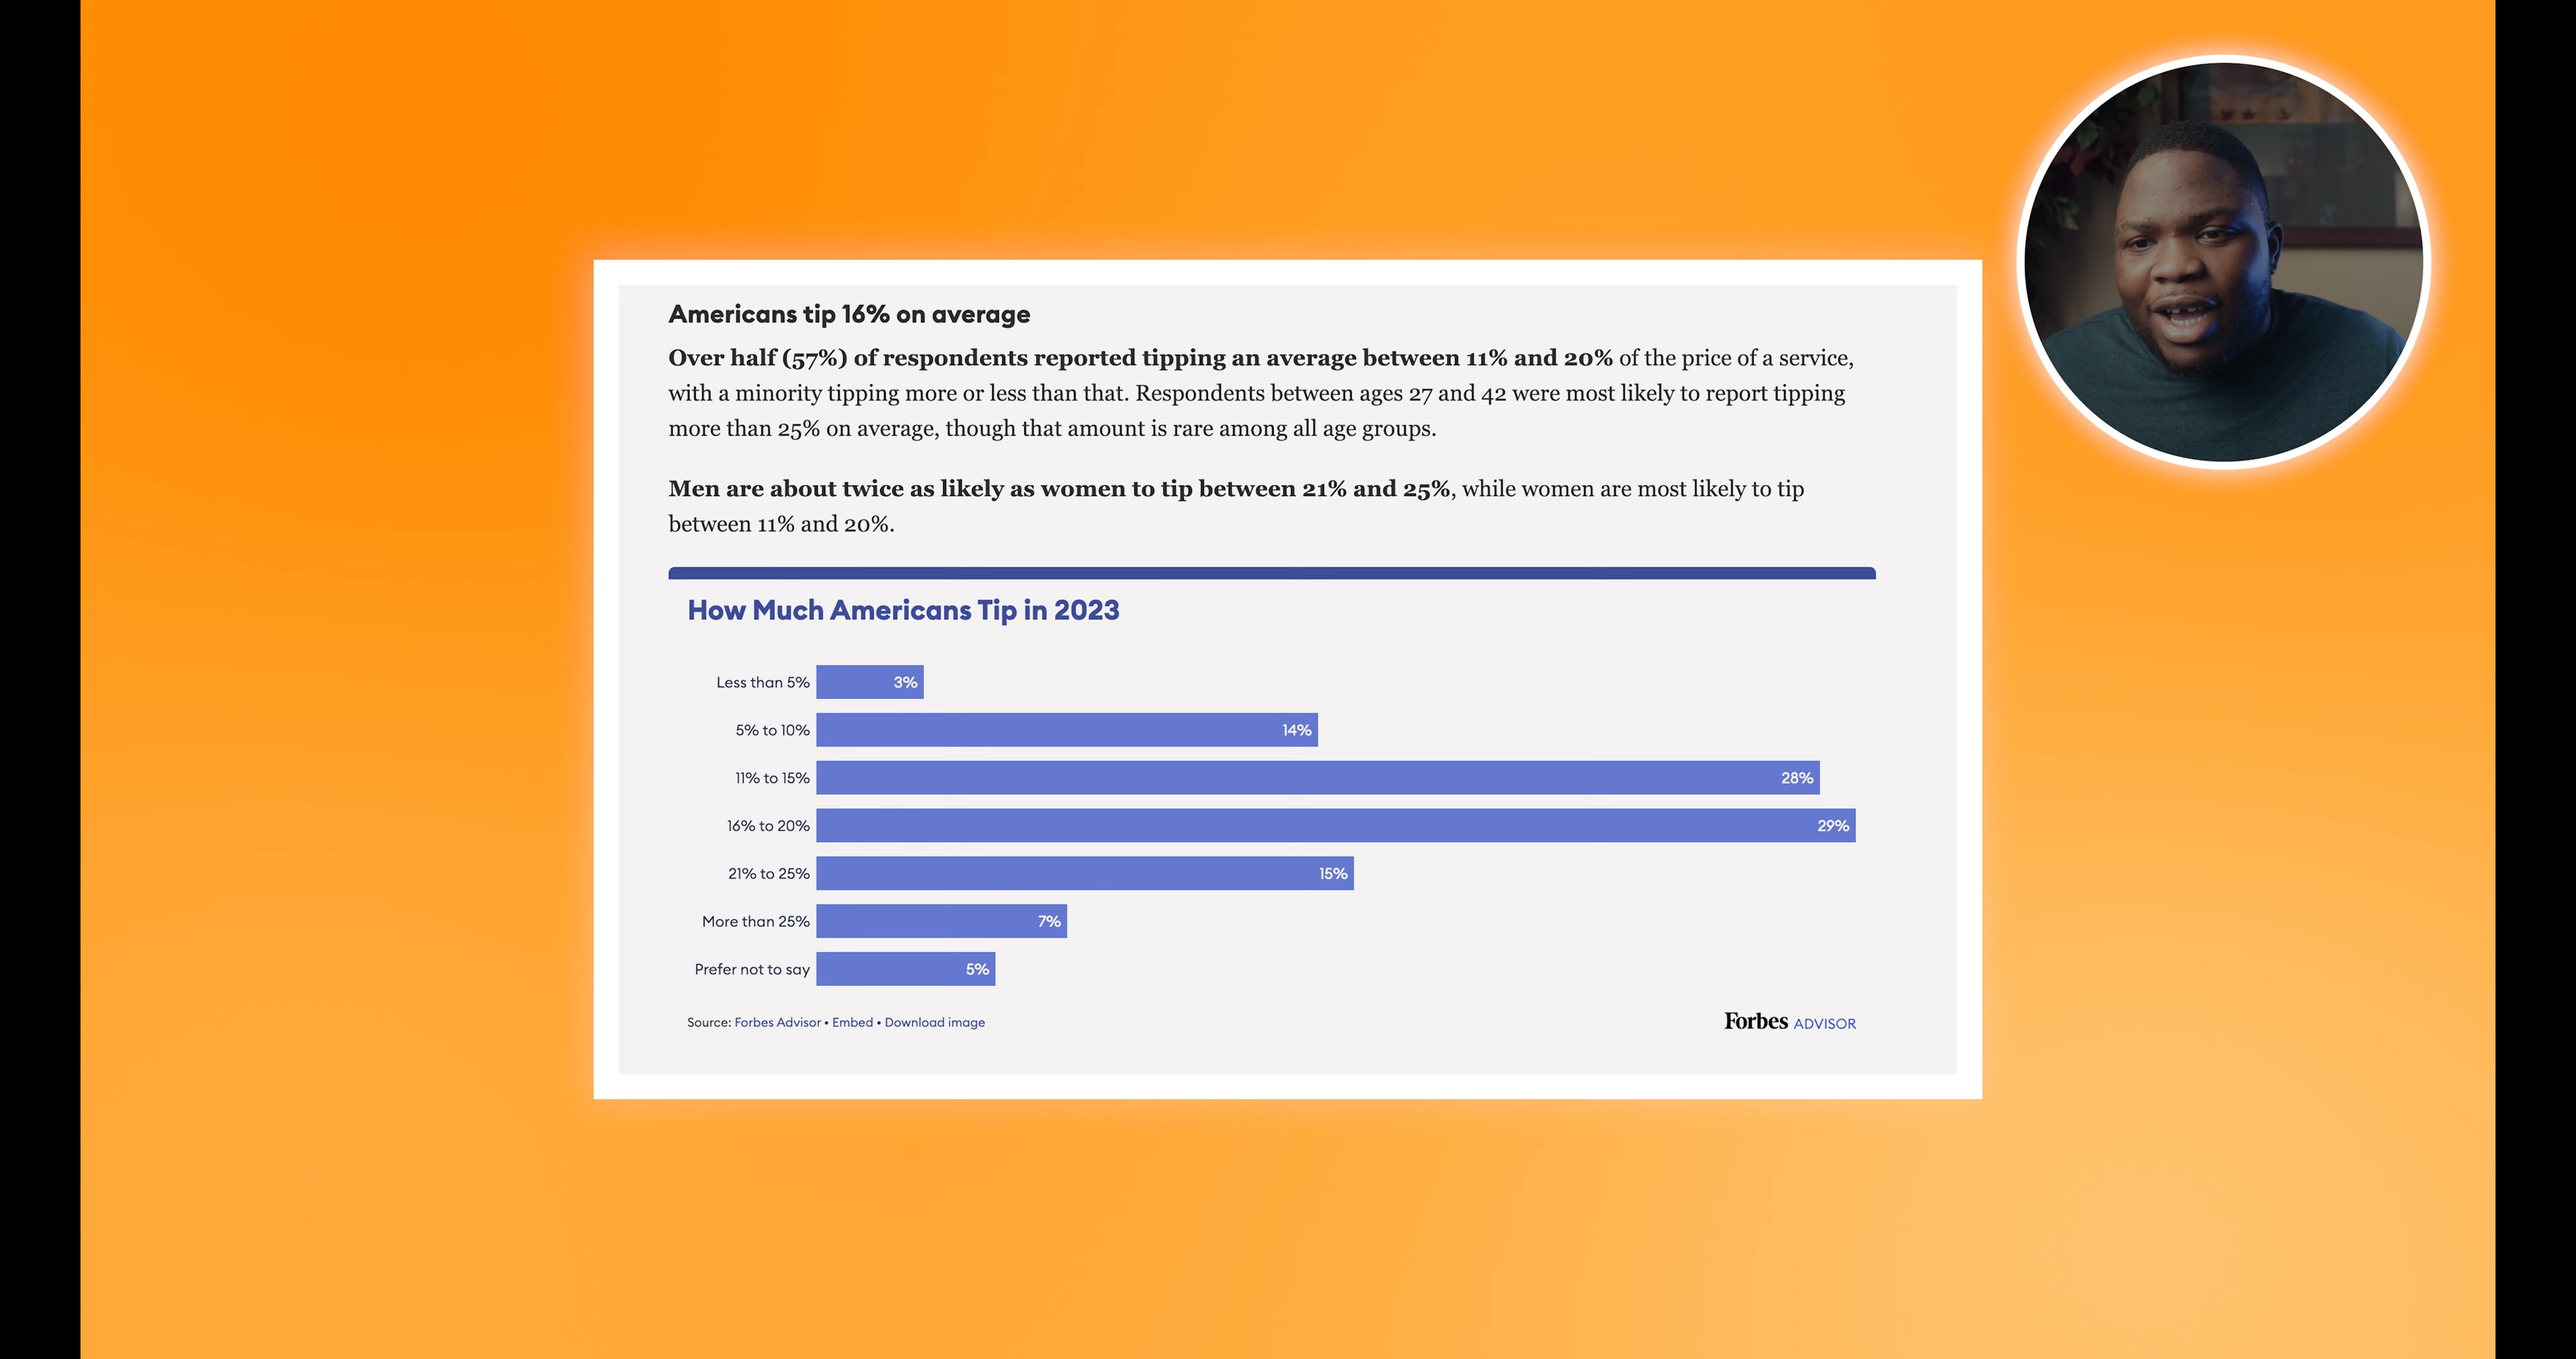 Americans tip 16% on average
Over half (57%) of respondents reported tipping an average between 11% and 20% of the price of a service,
with a minority tipping more or less than that. Respondents between ages 27 and 42 were most likely to report tipping
more than 25% on average, though that amount is rare among all age groups.
Men are about twice as likely as women to tip between 21% and 25%, while women are most likely to tip
between 11% and 20%.
How Much Americans Tip in 2023
Less than 5% 3%
5% to 10% 14%
11% to 15% 28%
16% to 20% 29%
21% to 25% 15%
More than 25% 7%
Prefer not to say 5%
Source: Forbes Advisor • Embed • Download image
Forbes ADVISOR